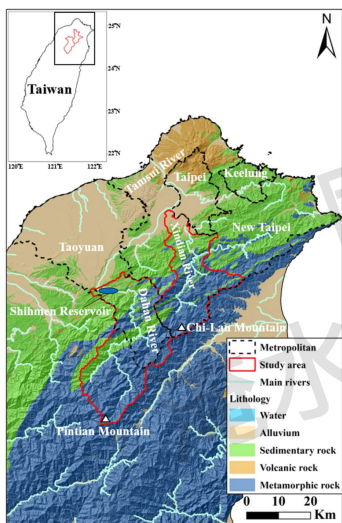 N
25°N
24°N
23°N
22°N
120°E
121°E
122°E
Taiwan
Tamsui River
Taipei
Keelung
New Taipei
Xindian River
Taoyuan
Dahan River
Shihmen Reservoir
Chi-Lan Mountain
Pintian Mountain
Metropolitan
Study area
Main rivers
Lithology
Water
Alluvium
Sedimentary rock
Volcanic rock
Metamorphic rock
0 10 20
Km